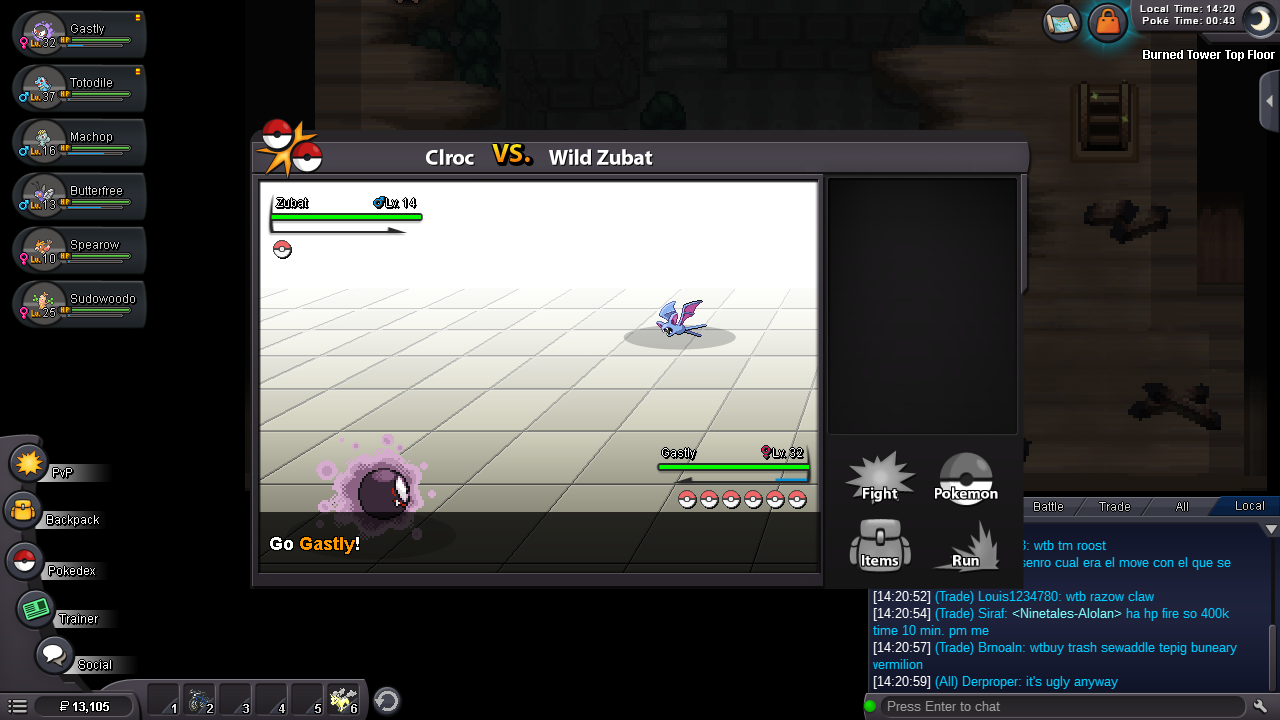 Gastly
Lv.32 HP
Totodile
Lv.37 HP
Machop
Lv.16 HP
Butterfree
Lv.13 HP
Spearow
Lv.10 HP
Sudowoodo
Lv.25 HP
Local Time: 14:20
Poké Time: 00:43
Burned Tower Top Floor
Clroc VS. Wild Zubat
Zubat Lv. 14
Gastly Lv. 32
Go Gastly!
Fight
Pokemon
Items
Run
PvP
Backpack
Pokedex
Trainer
Social
13,105
1
2
3
4
5
6
Battle Trade All Local
: wtb tm roost
senro cual era el move con el que se
[14:20:52] (Trade) Louis1234780: wtb razow claw
[14:20:54] (Trade) Siraf: <Ninetales-Alolan> ha hp fire so 400k
time 10 min. pm me
[14:20:57] (Trade) Brnoaln: wtbuy trash sewaddle tepig buneary
vermilion
[14:20:59] (All) Derproper: it's ugly anyway
Press Enter to chat